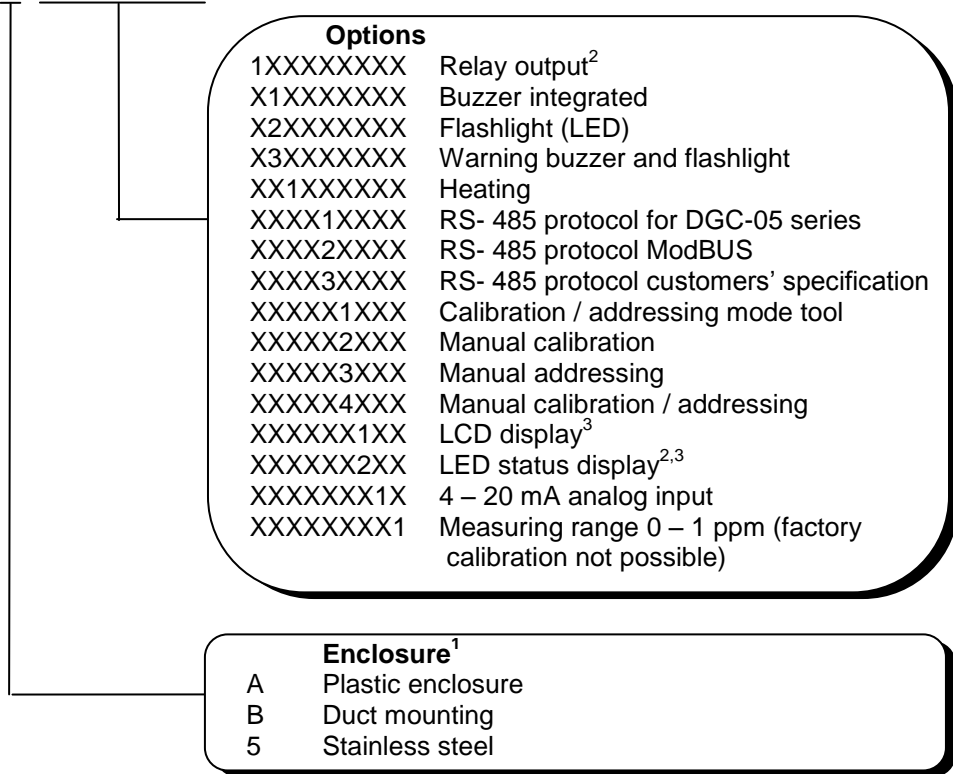 Options
1XXXXXXXX Relay output²
X1XXXXXXX Buzzer integrated
X2XXXXXXX Flashlight (LED)
X3XXXXXXX Warning buzzer and flashlight
XX1XXXXXX Heating
XXXX1XXXX RS- 485 protocol for DGC-05 series
XXXX2XXXX RS- 485 protocol ModBUS
XXXX3XXXX RS- 485 protocol customers’ specification
XXXXX1XXX Calibration / addressing mode tool
XXXXX2XXX Manual calibration
XXXXX3XXX Manual addressing
XXXXX4XXX Manual calibration / addressing
XXXXXX1XX LCD display³
XXXXXX2XX LED status display²,³
XXXXXXX1X 4 – 20 mA analog input
XXXXXXXX1 Measuring range 0 – 1 ppm (factory
calibration not possible)
Enclosure¹
A Plastic enclosure
B Duct mounting
5 Stainless steel